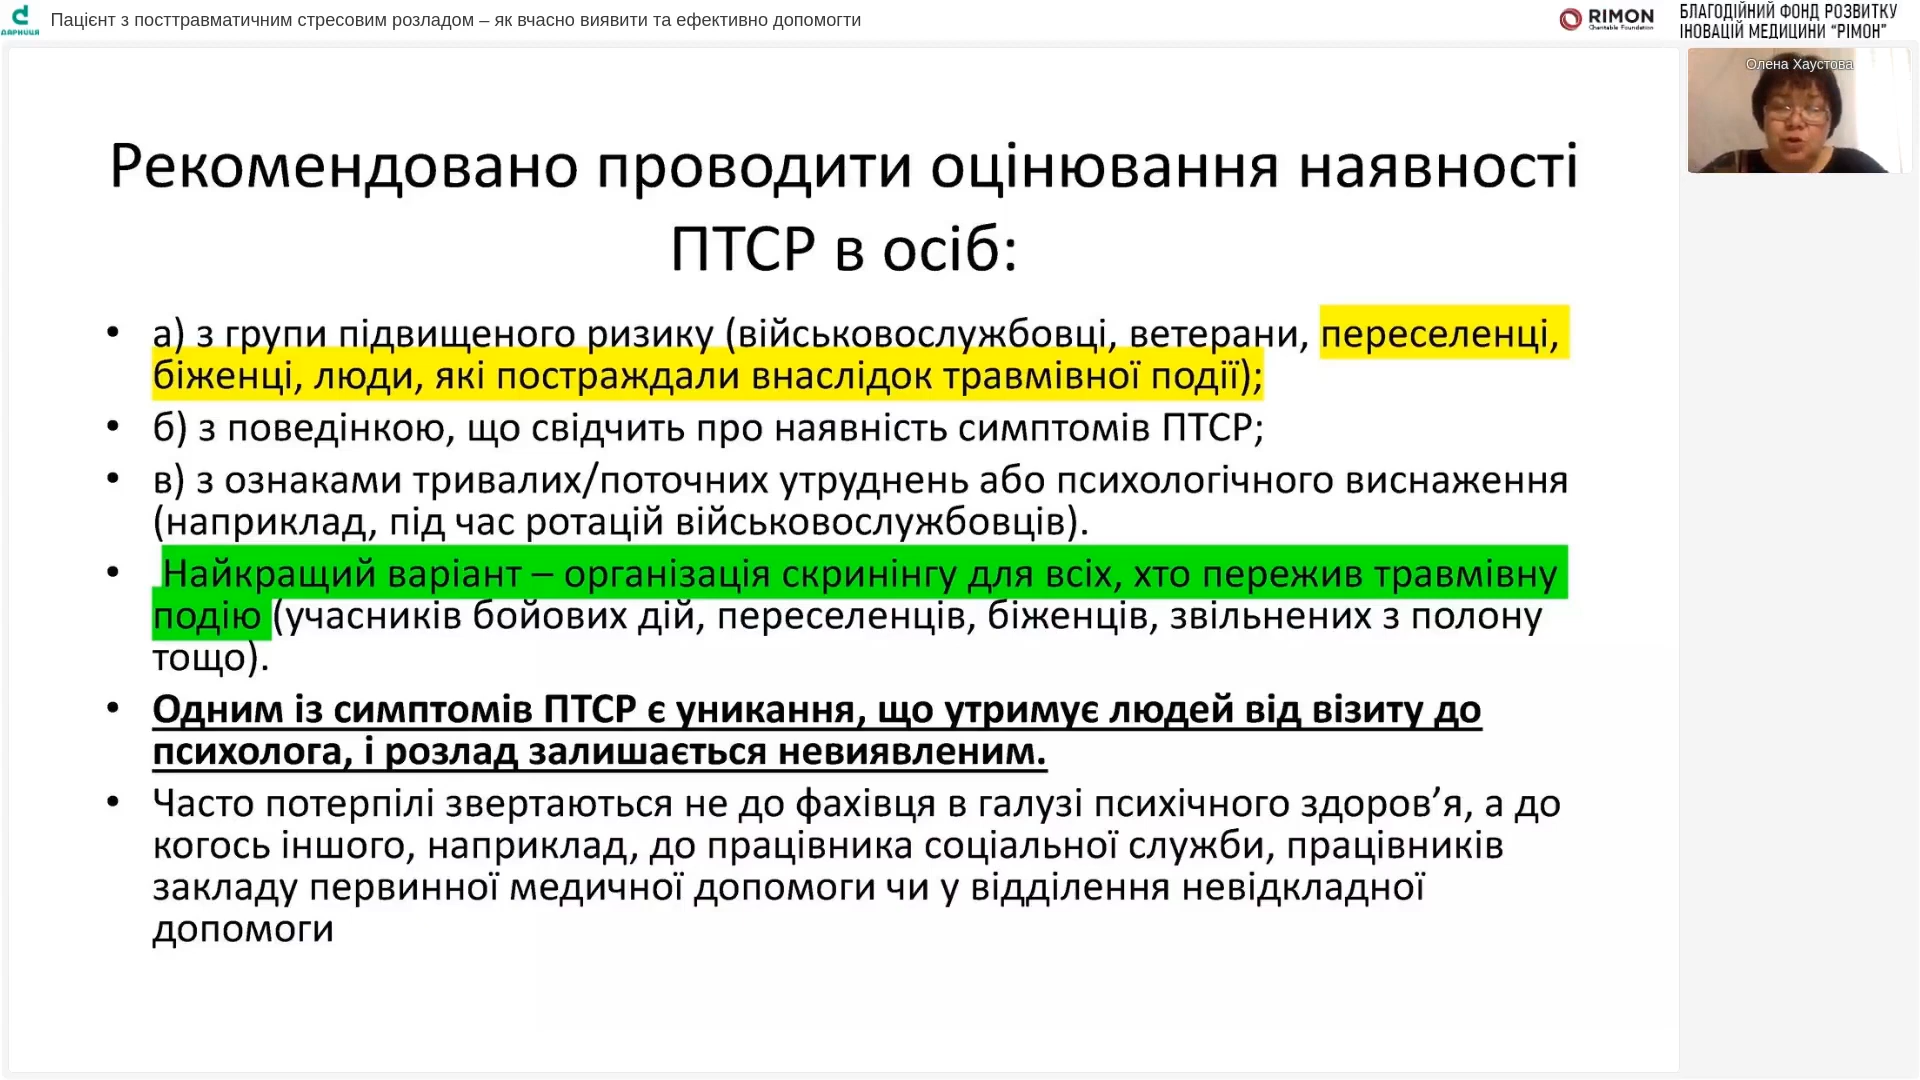 дарниця
Пацієнт з посттравматичним стресовим розладом – як вчасно виявити та ефективно допомогти
RIMON
Charitable Foundation
БЛАГОДІЙНИЙ ФОНД РОЗВИТКУ
ІНОВАЦІЙ МЕДИЦИНИ “РІМОН”
Олена Хаустова
Рекомендовано проводити оцінювання наявності
ПТСР в осіб:
• а) з групи підвищеного ризику (військовослужбовці, ветерани, переселенці,
біженці, люди, які постраждали внаслідок травмівної події);
• б) з поведінкою, що свідчить про наявність симптомів ПТСР;
• в) з ознаками тривалих/поточних утруднень або психологічного виснаження
(наприклад, під час ротацій військовослужбовців).
• Найкращий варіант – організація скринінгу для всіх, хто пережив травмівну
подію (учасників бойових дій, переселенців, біженців, звільнених з полону
тощо).
• Одним із симптомів ПТСР є уникання, що утримує людей від візиту до
психолога, і розлад залишається невиявленим.
• Часто потерпілі звертаються не до фахівця в галузі психічного здоров’я, а до
когось іншого, наприклад, до працівника соціальної служби, працівників
закладу первинної медичної допомоги чи у відділення невідкладної
допомоги